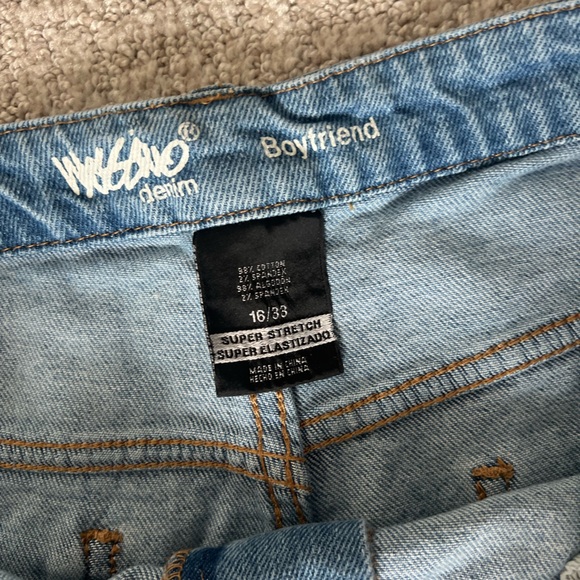 MOSSIMO®
denim
Boyfriend
98% COTTON
2% SPANDEX
98% ALGODÓN
2% SPANDEX
16/33
SUPER STRETCH
SUPER ELASTIZADO
MADE IN CHINA
HECHO EN CHINA